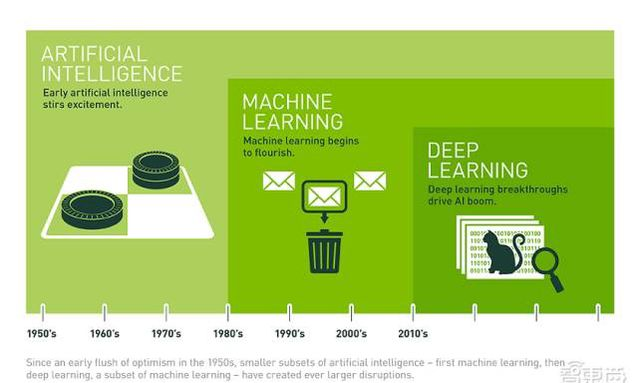 ARTIFICIAL
INTELLIGENCE
Early artificial intelligence
stirs excitement.
MACHINE
LEARNING
Machine learning begins
to flourish.
DEEP
LEARNING
Deep learning breakthroughs
drive AI boom.
1950's 1960's 1970's 1980's 1990's 2000's 2010's
Since an early flush of optimism in the 1950s, smaller subsets of artificial intelligence – first machine learning, then
deep learning, a subset of machine learning – have created ever larger disruptions.
智东西